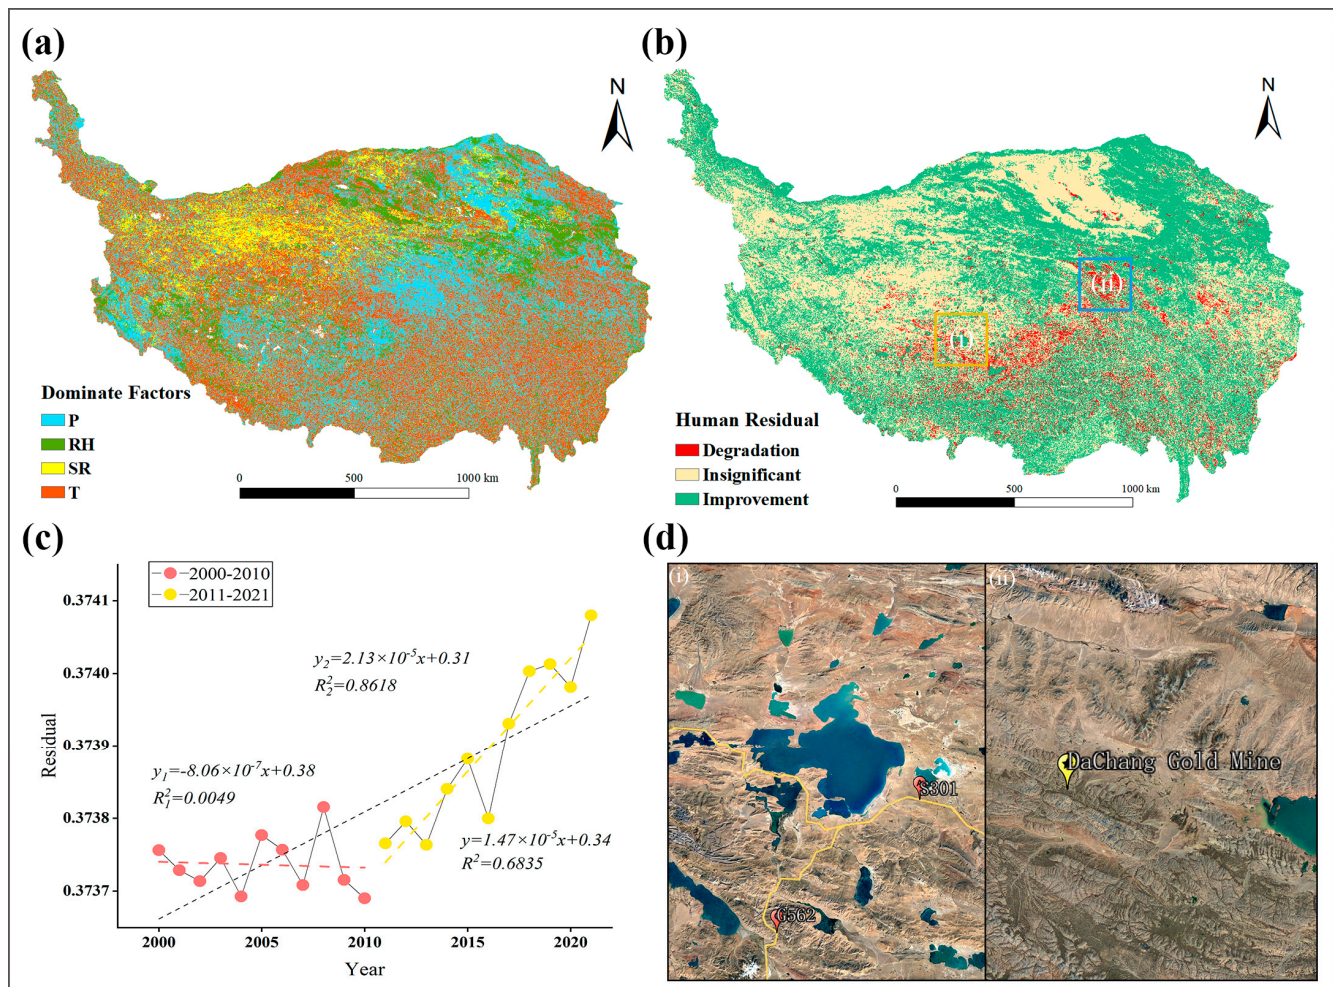 (a)
N
Dominate Factors
P
RH
SR
T
0 500 1000 km
(b)
N
(i)
(ii)
Human Residual
Degradation
Insignificant
Improvement
0 500 1000 km
(c)
2000-2010
2011-2021
0.3741
0.3740
0.3739
0.3738
0.3737
Residual
y₂=2.13×10⁻⁵x+0.31
R₂²=0.8618
y₁=-8.06×10⁻⁷x+0.38
R₁²=0.0049
y=1.47×10⁻⁵x+0.34
R²=0.6835
2000 2005 2010 2015 2020
Year
(d)
(i)
S301
G562
(ii)
DaChang Gold Mine